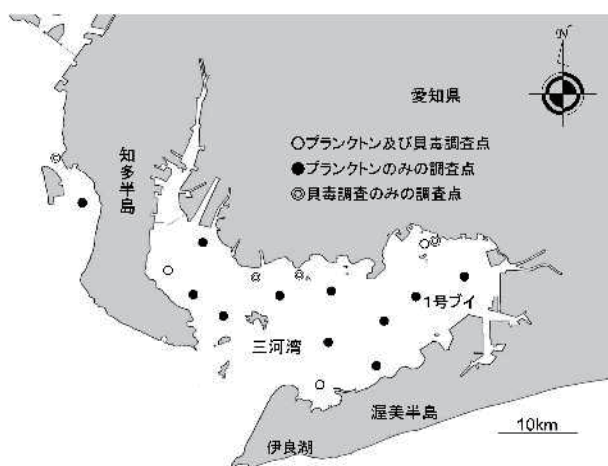 N
愛知県
○プランクトン及び貝毒調査点
●プランクトンのみの調査点
◎貝毒調査のみの調査点
知多半島
1号ブイ
三河湾
渥美半島
伊良湖
10km